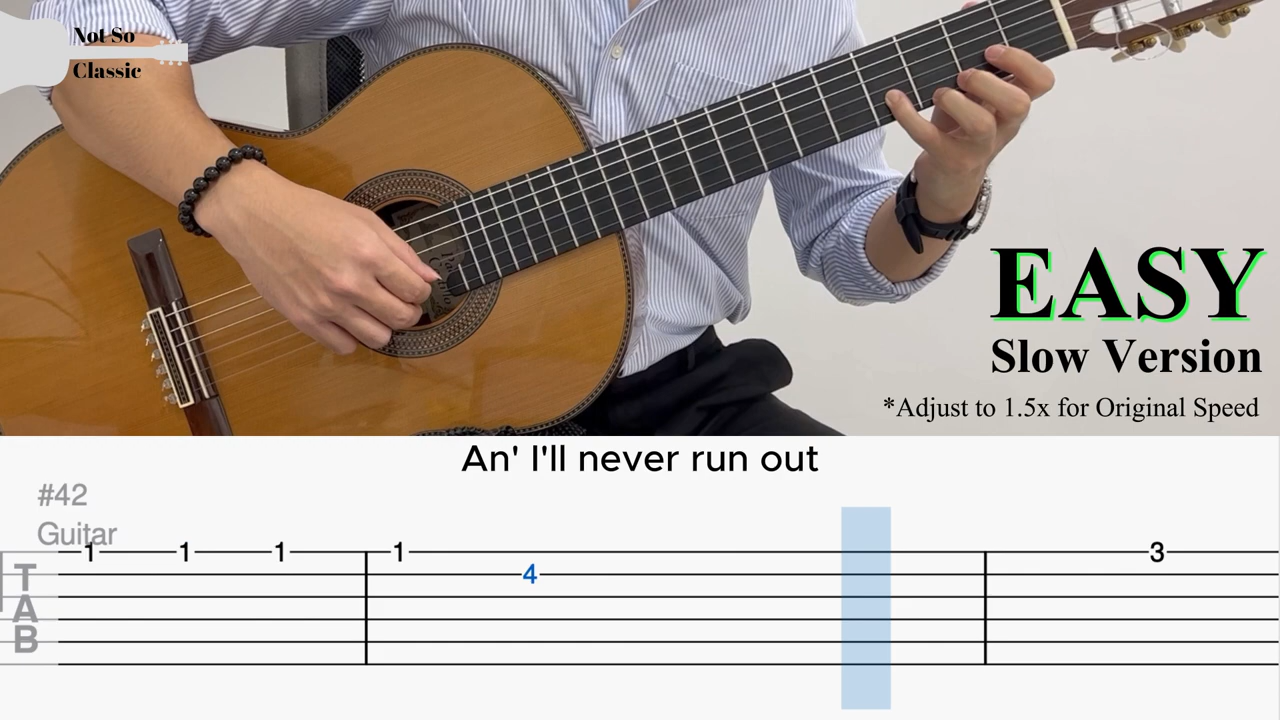 Not So
Classic
EASY
Slow Version
*Adjust to 1.5x for Original Speed
An' I'll never run out
#42
Guitar
1 1 1 1 3
4
T
A
B